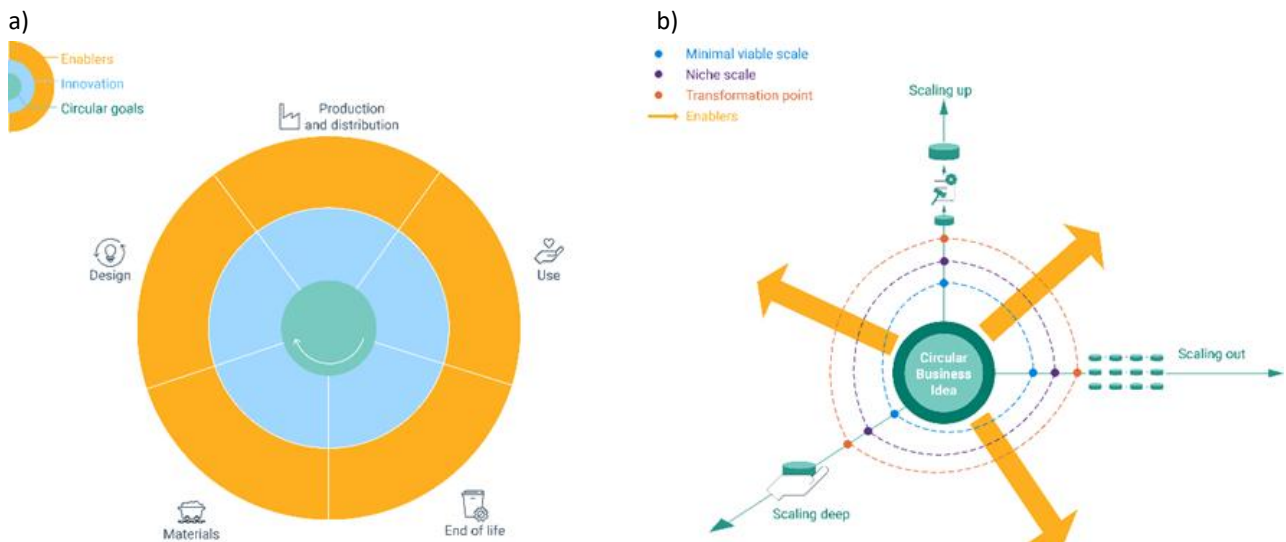 a)
Enablers
Innovation
Circular goals
Production
and distribution
Design
Use
Materials
End of life
b)
Minimal viable scale
Niche scale
Transformation point
Enablers
Scaling up
Circular
Business
Idea
Scaling out
Scaling deep